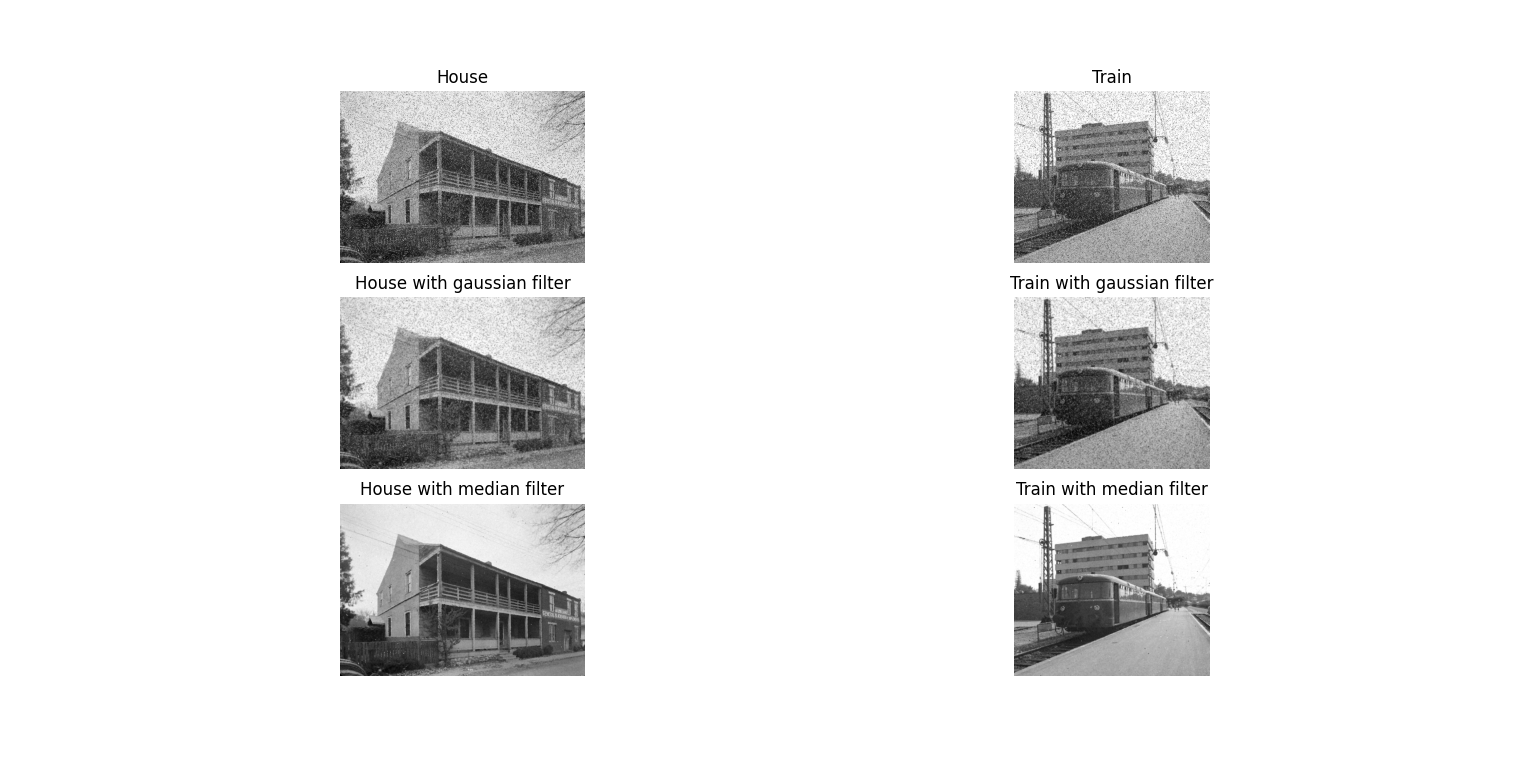 House
Train
House with gaussian filter
Train with gaussian filter
House with median filter
Train with median filter